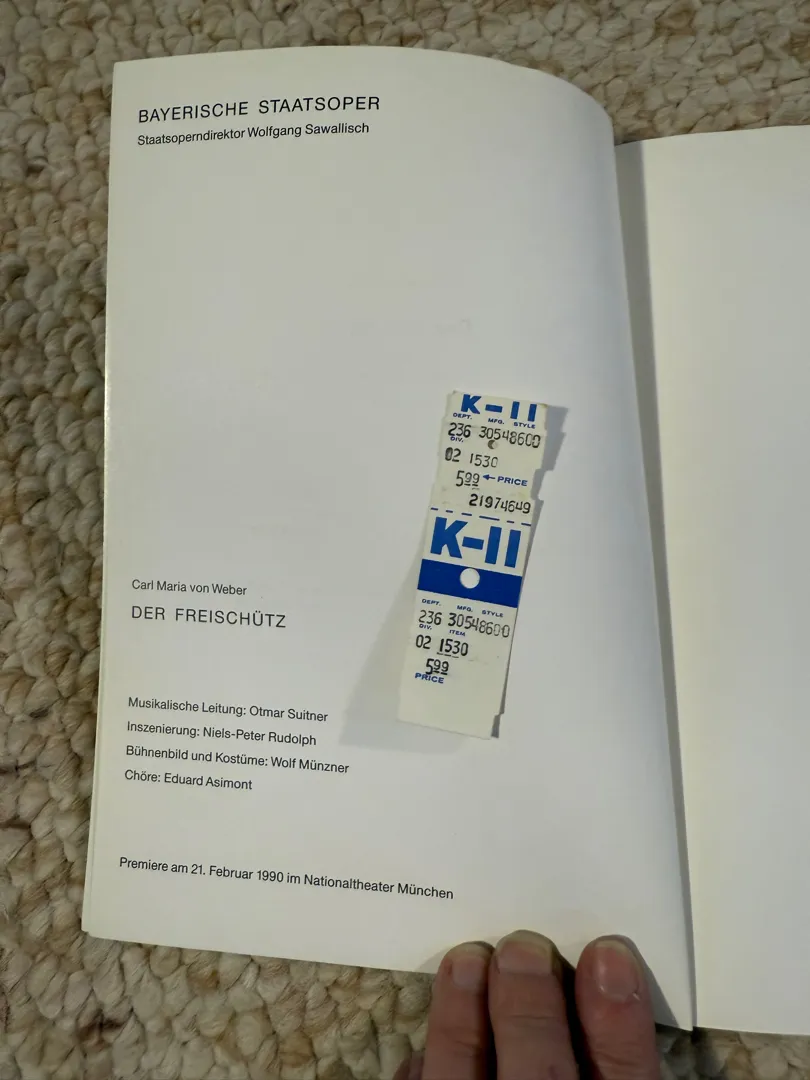 BAYERISCHE STAATSOPER
Staatsoperndirektor Wolfgang Sawallisch
K-11
DEPT. MFG. STYLE
236 30548600
DIV.
02 1530
5.99 ←PRICE
21974649
K-11
DEPT. MFG. STYLE
236 30548600
DIV. ITEM
02 1530
5.99
PRICE
Carl Maria von Weber
DER FREISCHÜTZ
Musikalische Leitung: Otmar Suitner
Inszenierung: Niels-Peter Rudolph
Bühnenbild und Kostüme: Wolf Münzner
Chöre: Eduard Asimont
Premiere am 21. Februar 1990 im Nationaltheater München